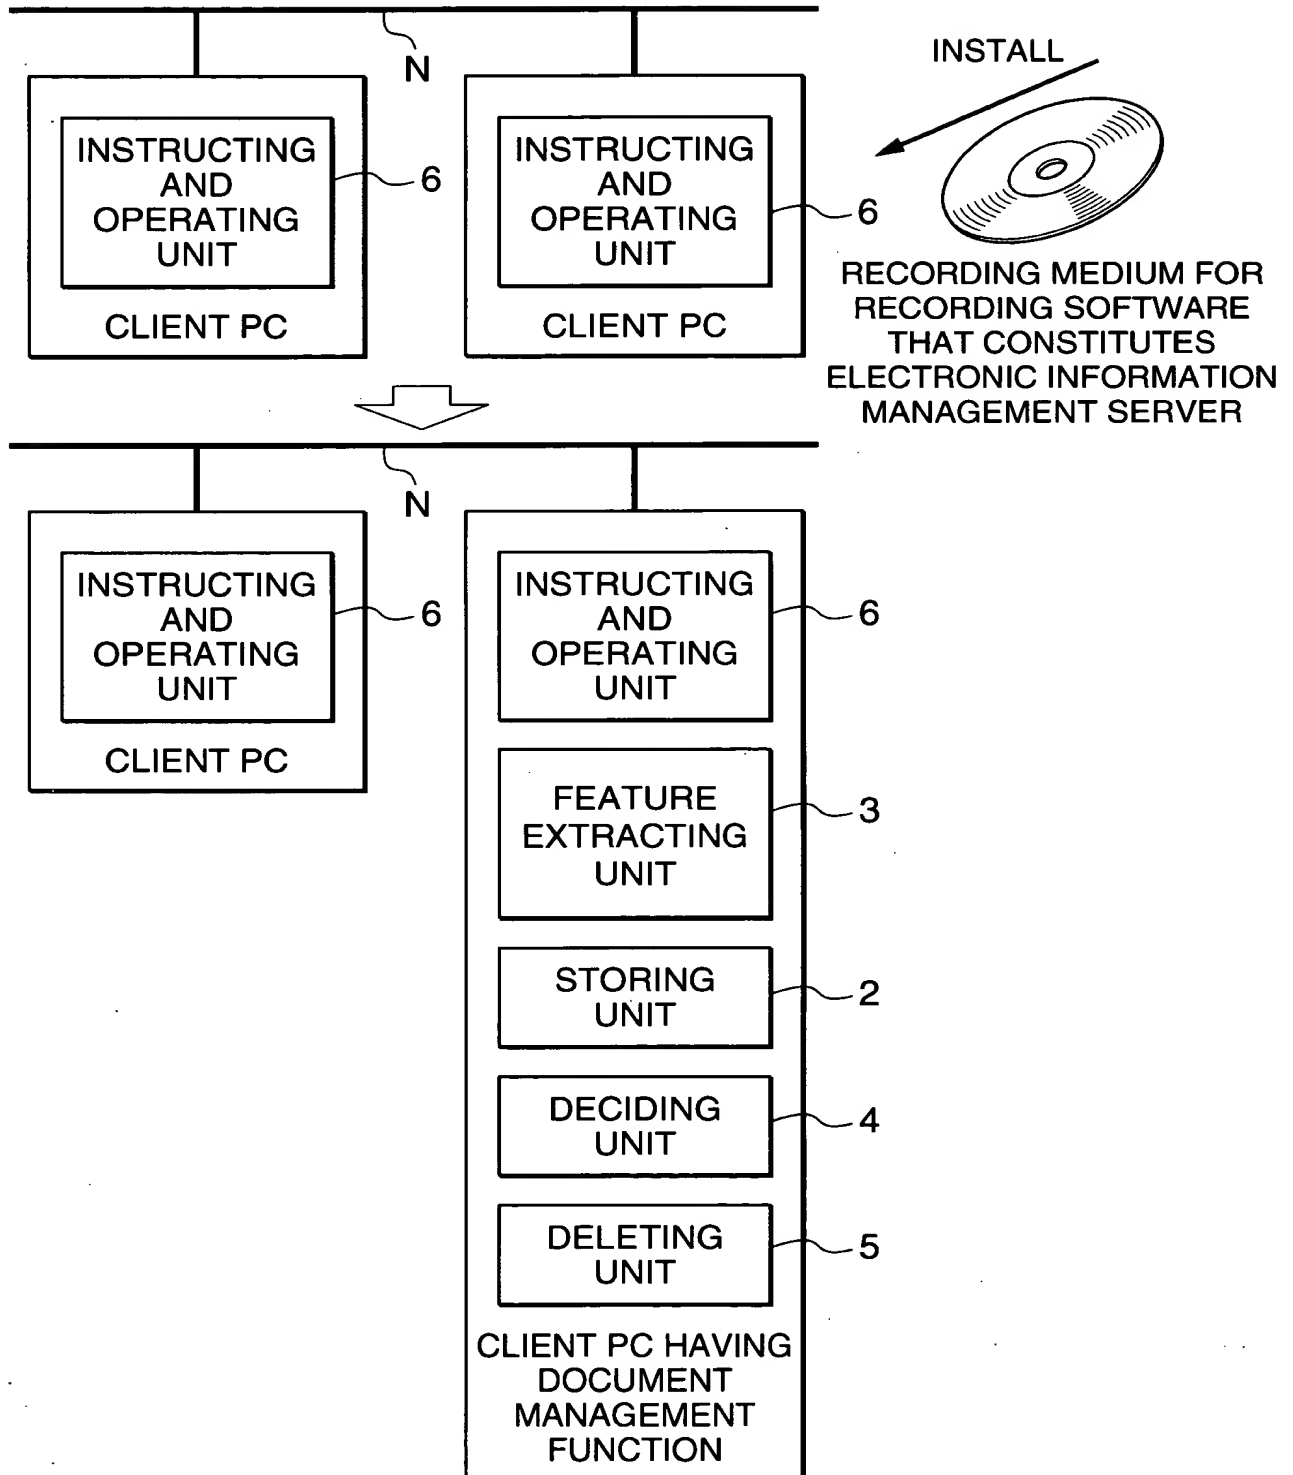 N
INSTALL
INSTRUCTING
AND
OPERATING
UNIT
6
CLIENT PC
INSTRUCTING
AND
OPERATING
UNIT
6
CLIENT PC
RECORDING MEDIUM FOR
RECORDING SOFTWARE
THAT CONSTITUTES
ELECTRONIC INFORMATION
MANAGEMENT SERVER
N
INSTRUCTING
AND
OPERATING
UNIT
6
CLIENT PC
INSTRUCTING
AND
OPERATING
UNIT
6
FEATURE
EXTRACTING
UNIT
3
STORING
UNIT
2
DECIDING
UNIT
4
DELETING
UNIT
5
CLIENT PC HAVING
DOCUMENT
MANAGEMENT
FUNCTION